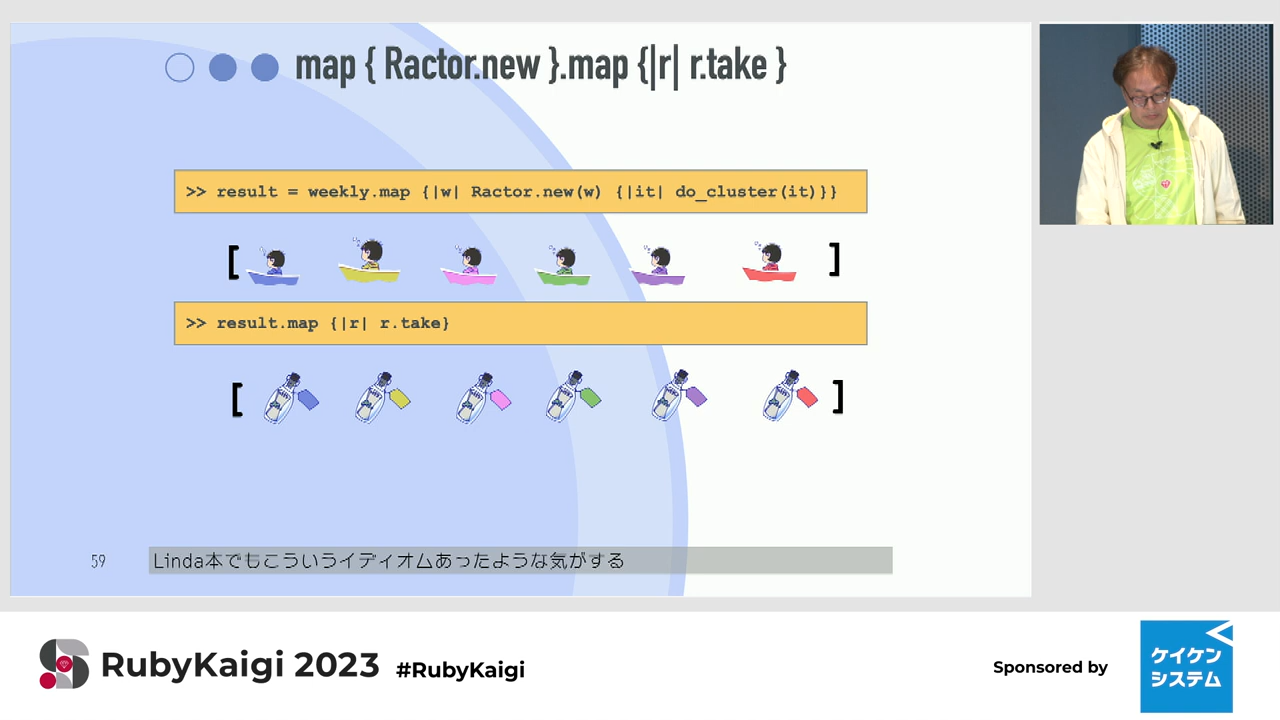 map { Ractor.new }.map {|r| r.take }
>> result = weekly.map {|w| Ractor.new(w) {|it| do_cluster(it)}}
[ ]
>> result.map {|r| r.take}
[ ]
59
Linda本でもこういうイディオムあったような気がする
RubyKaigi 2023 #RubyKaigi
Sponsored by
ケイケン
システム